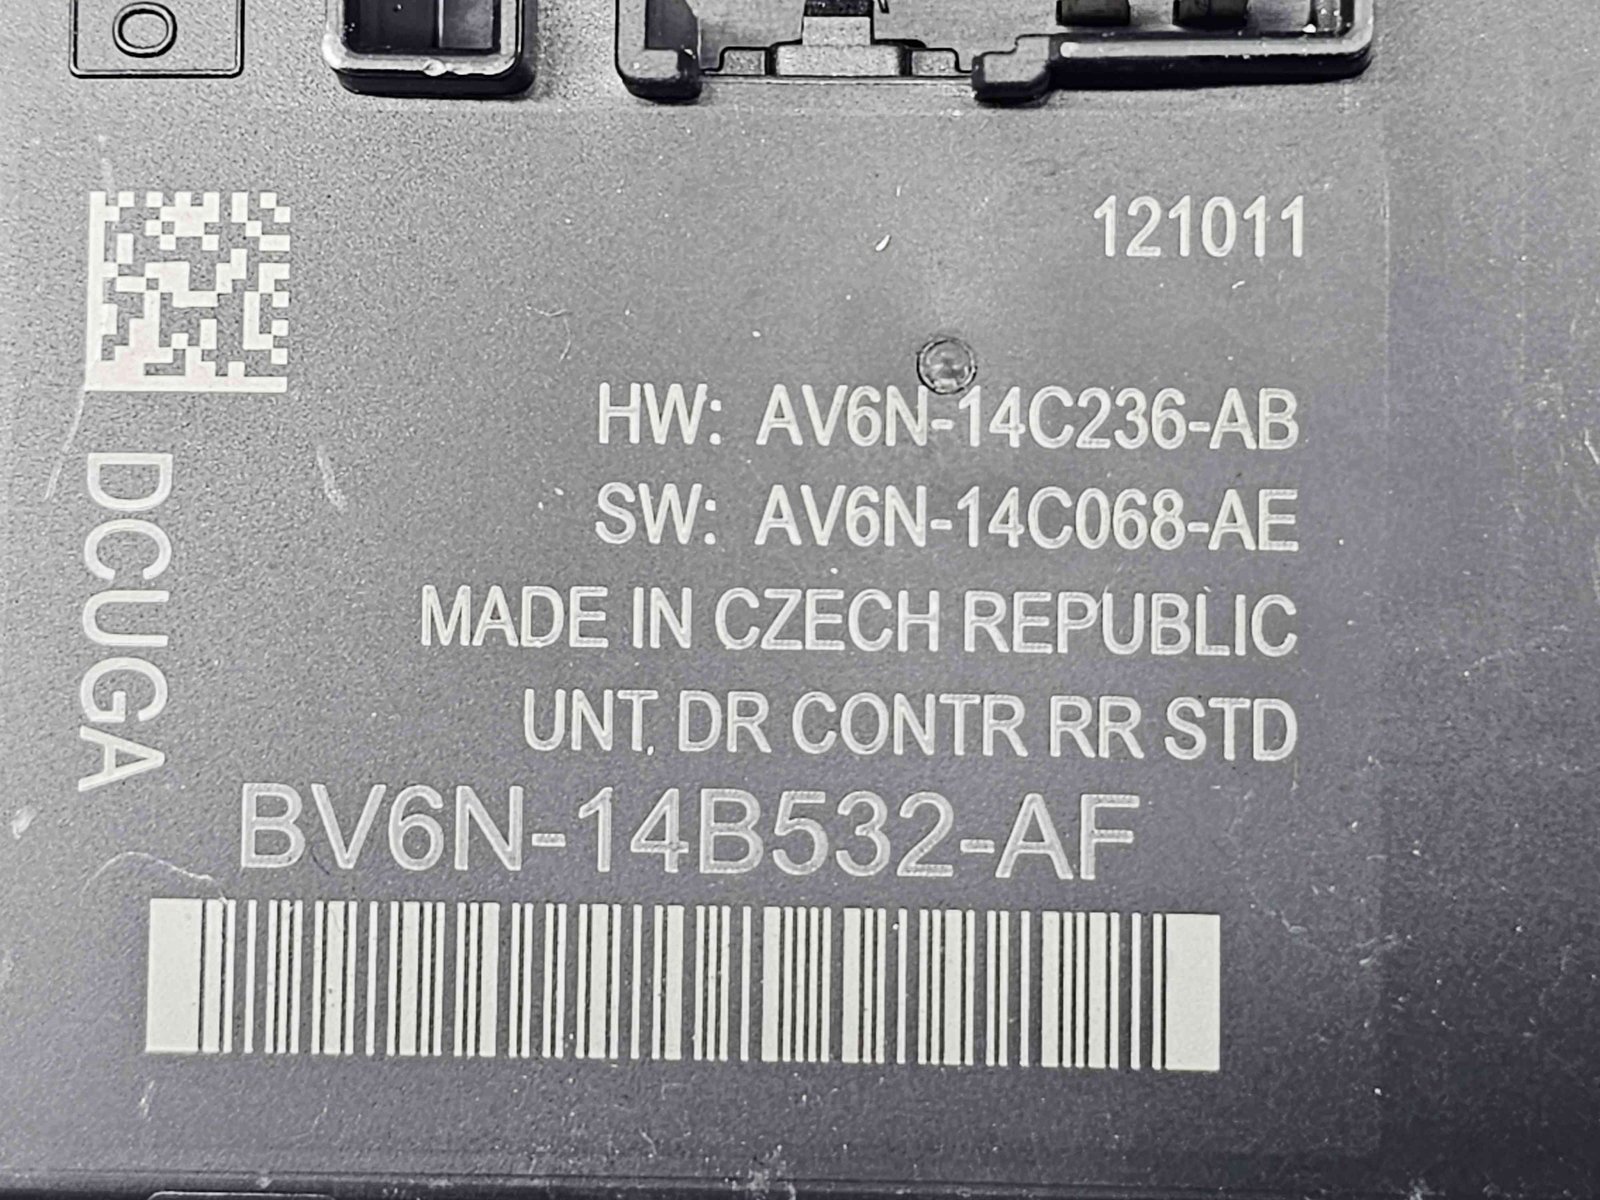 121011
HW: AV6N-14C236-AB
SW: AV6N-14C068-AE
MADE IN CZECH REPUBLIC
UNT, DR CONTR RR STD
DCUGA
BV6N-14B532-AF